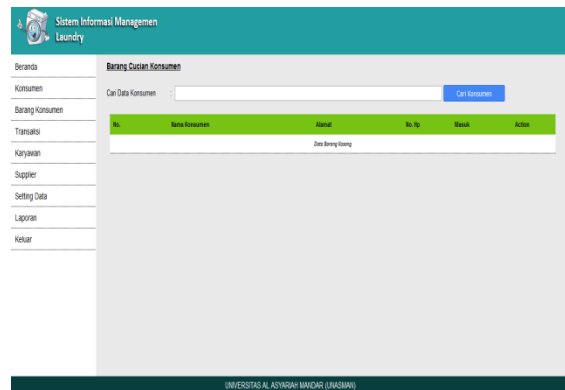 Sistem Informasi Managemen
Laundry
Beranda
Konsumen
Barang Konsumen
Transaksi
Karyawan
Supplier
Setting Data
Laporan
Keluar
Barang Cucian Konsumen
Cari Data Konsumen :
Cari Konsumen
No. Nama Konsumen Alamat No. Hp Masuk Action
Data Barang Kosong
UNIVERSITAS AL ASYARIAH MANDAR (UNASMAN)